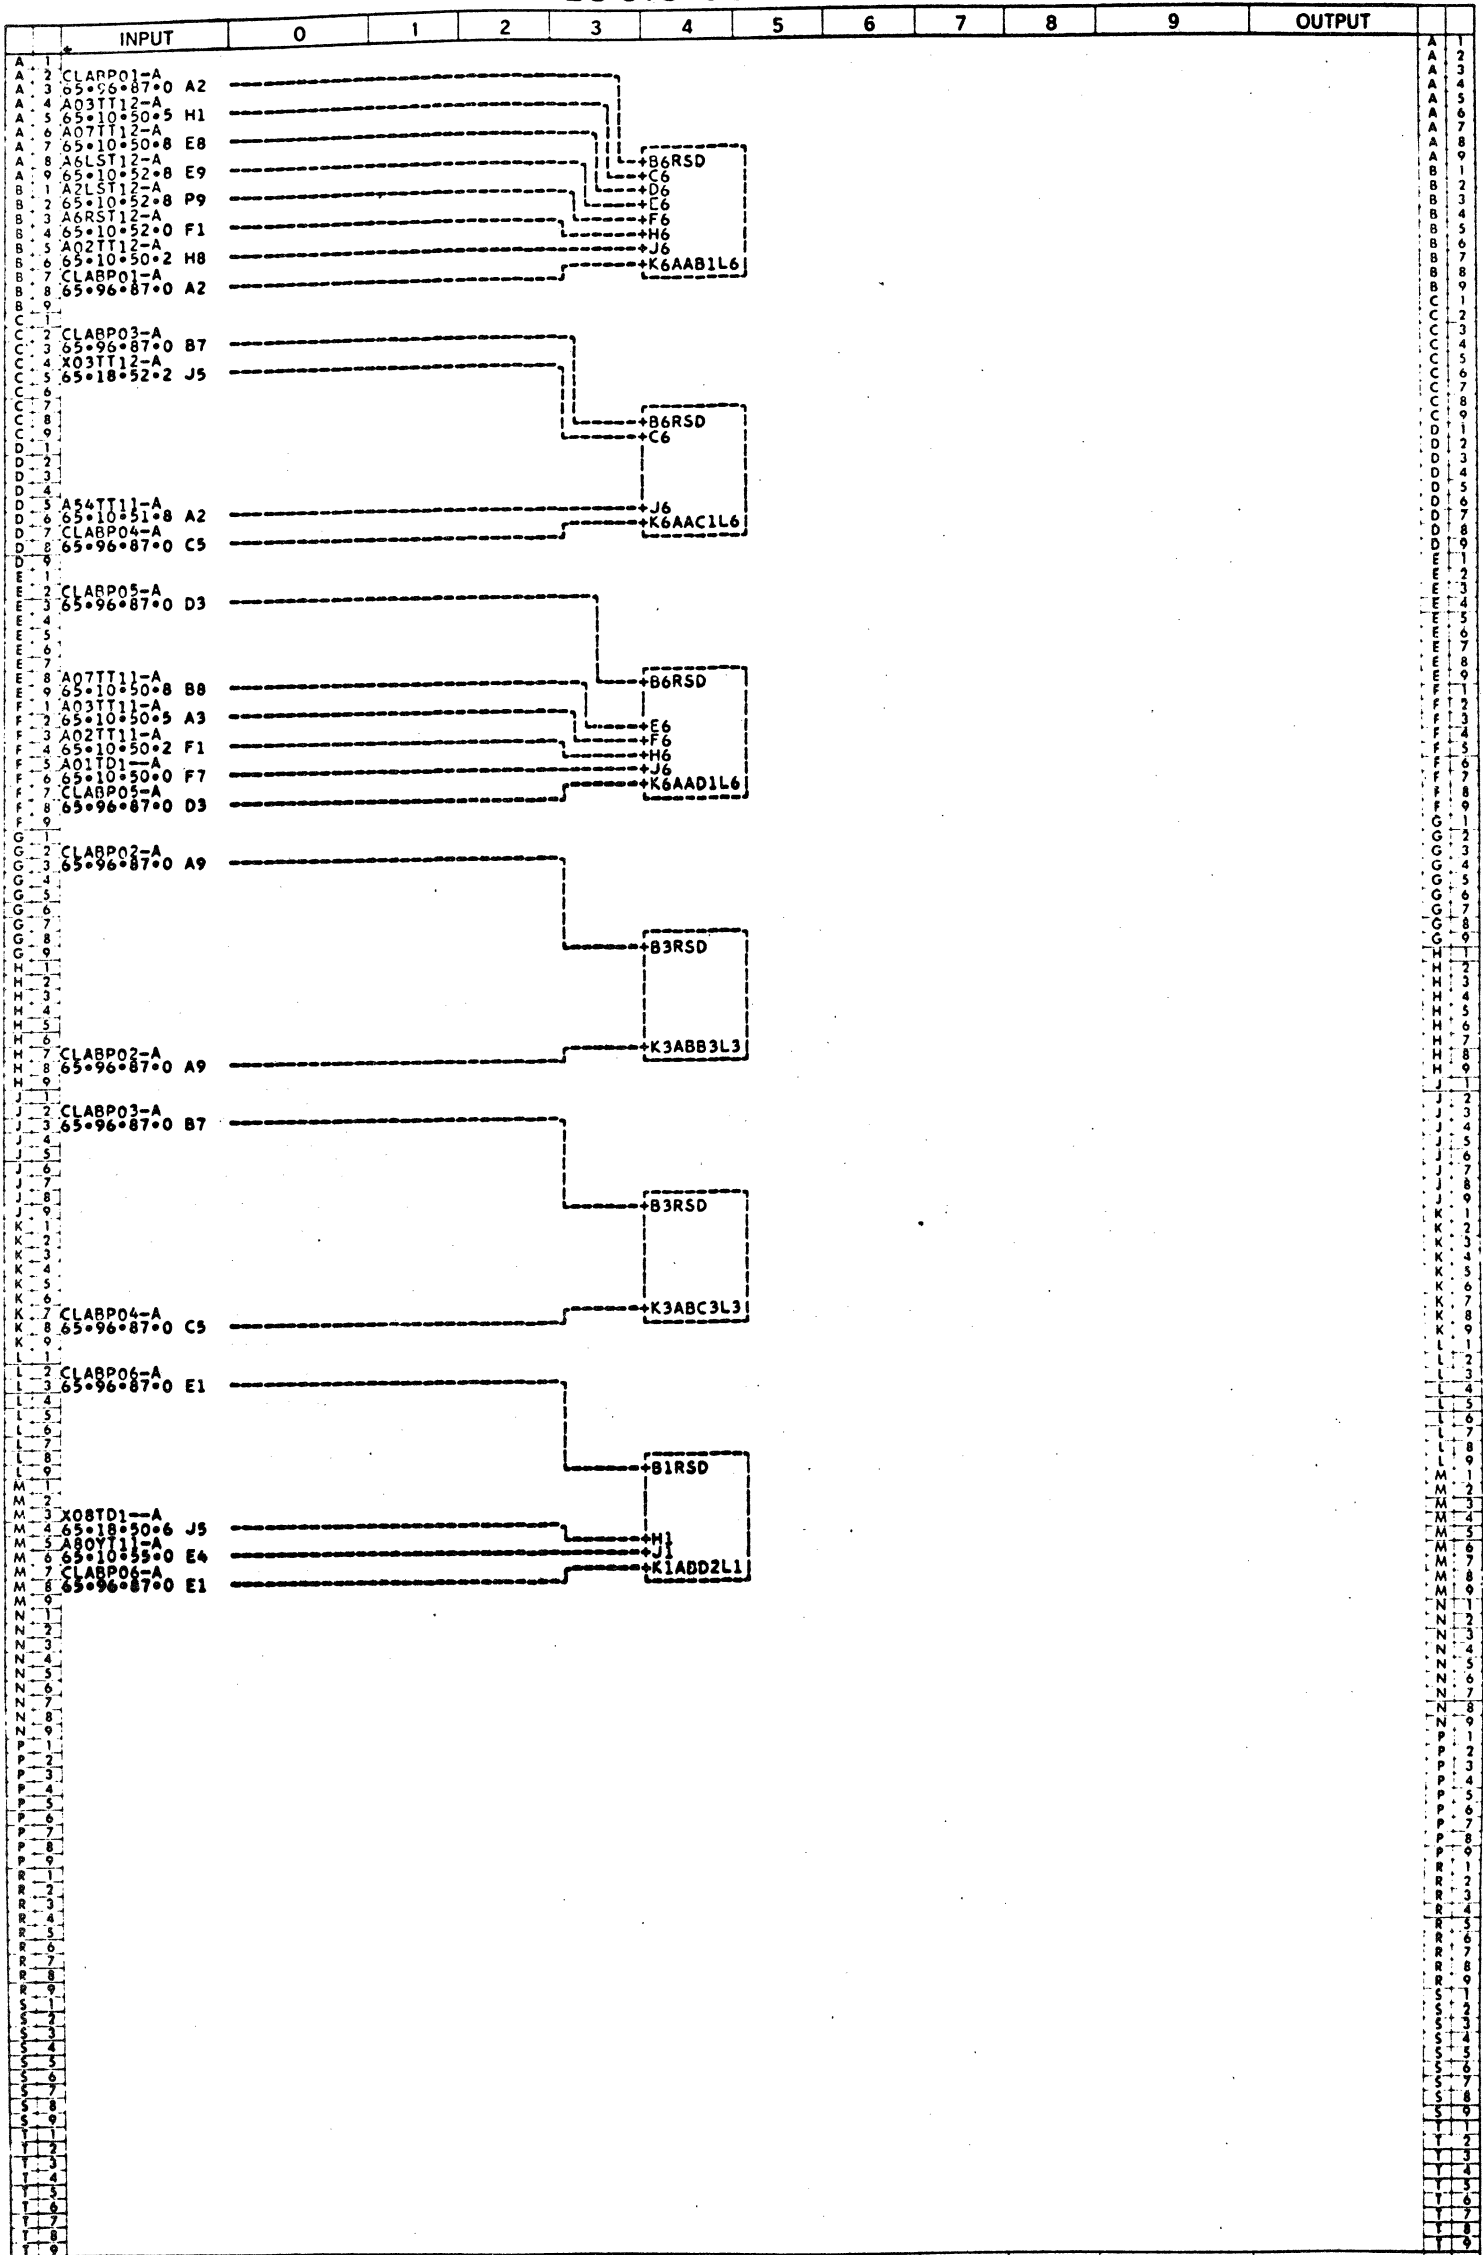 INPUT 0 1 2 3 4 5 6 7 8 9 OUTPUT
*
CLABP01-A
65•96•87•0 A2
A03TT12-A
65•10•50•5 H1
A07TT12-A
65•10•50•8 E8
A6LST12-A
65•10•52•8 E9
A2LST12-A
65•10•52•8 P9
A6RST12-A
65•10•52•0 F1
A02TT12-A
65•10•50•2 H8
CLABP01-A
65•96•87•0 A2
+B6RSD
+C6
+D6
+E6
+F6
+H6
+J6
+K6AAB1L6
CLABP03-A
65•96•87•0 B7
X03TT12-A
65•18•52•2 J5
+B6RSD
+C6
A54TT11-A
65•10•51•8 A2
CLABP04-A
65•96•87•0 C5
+J6
+K6AAC1L6
CLABP05-A
65•96•87•0 D3
A07TT11-A
65•10•50•8 B8
A03TT11-A
65•10•50•5 A3
A02TT11-A
65•10•50•2 F1
A01TD1--A
65•10•50•0 F7
CLABP05-A
65•96•87•0 D3
+B6RSD
+E6
+F6
+H6
+J6
+K6AAD1L6
CLABP02-A
65•96•87•0 A9
+B3RSD
CLABP02-A
65•96•87•0 A9
+K3ABB3L3
CLABP03-A
65•96•87•0 B7
+B3RSD
CLABP04-A
65•96•87•0 C5
+K3ABC3L3
CLABP06-A
65•96•87•0 E1
+B1RSD
X08TD1--A
65•18•50•6 J5
A80YT11-A
65•10•55•0 E4
CLABP06-A
65•96•87•0 E1
+H1
+J1
+K1ABD2L1